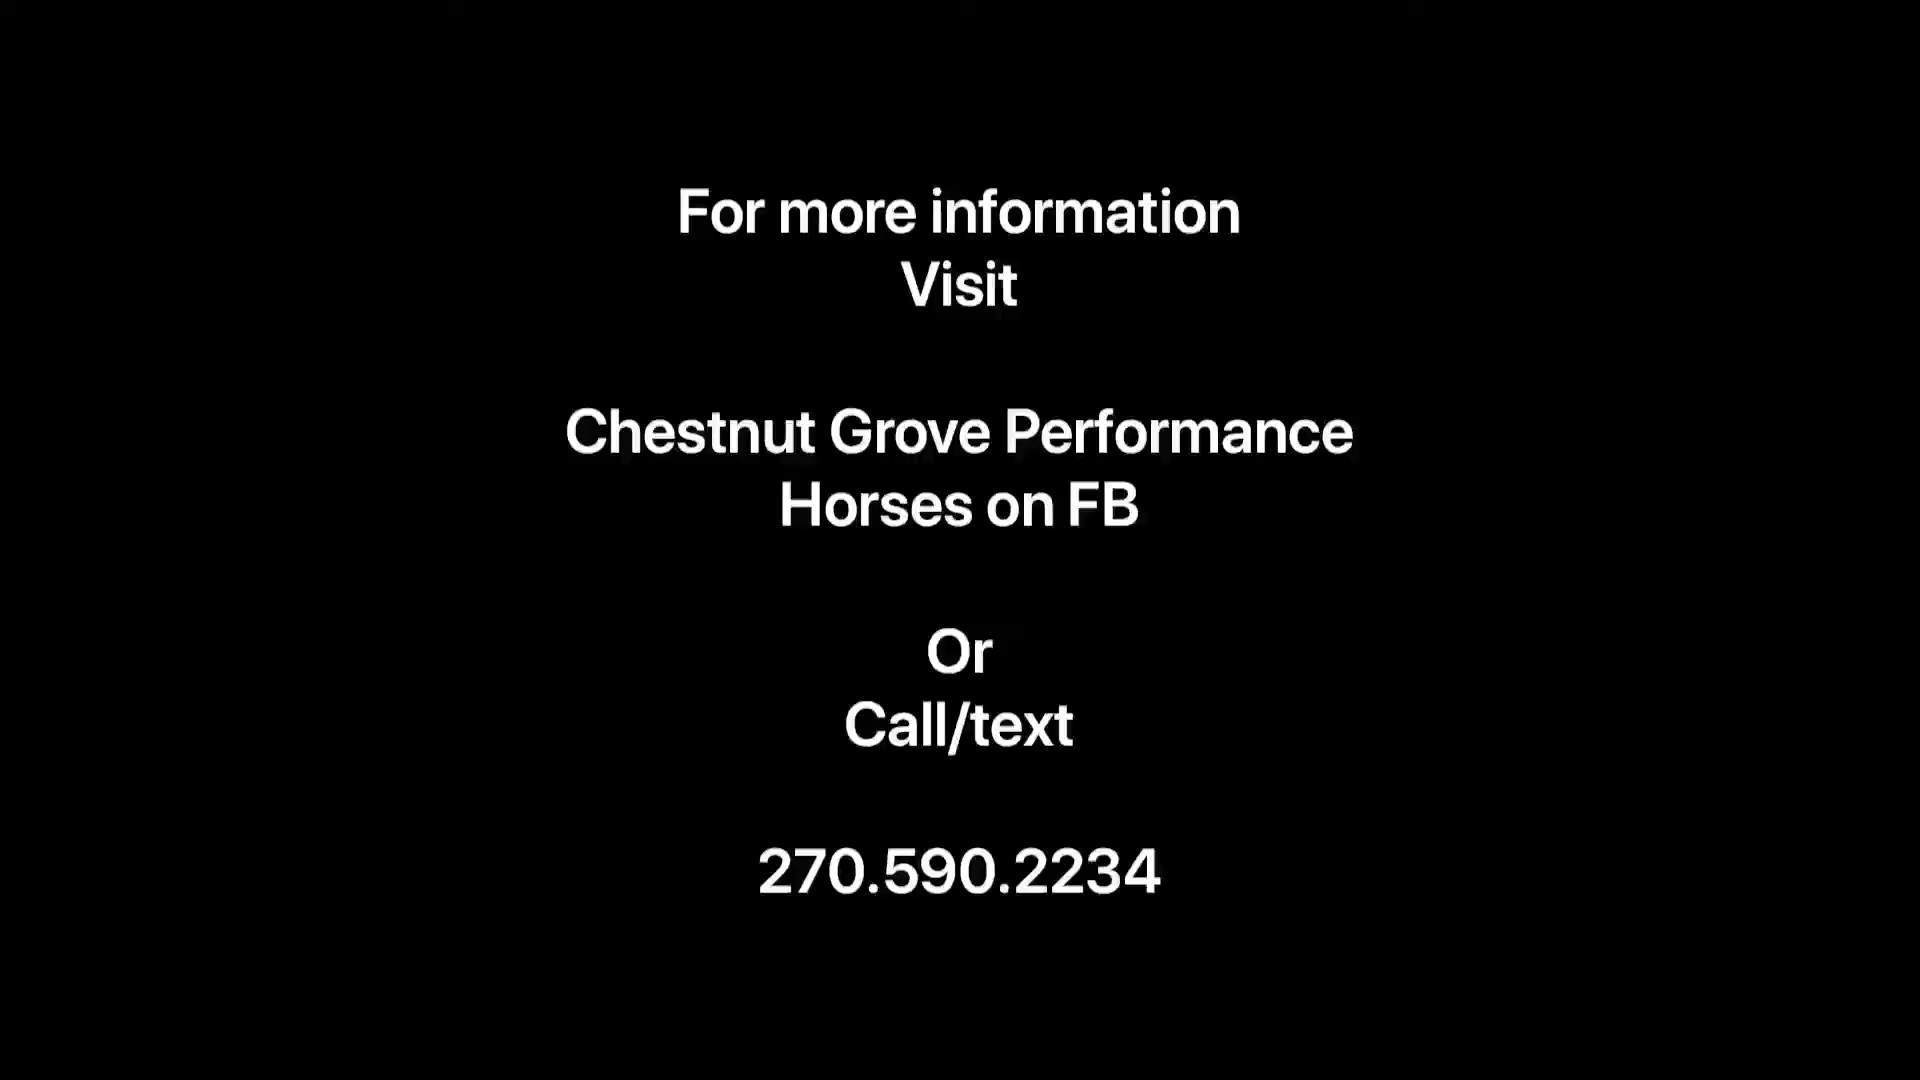 For more information
Visit
Chestnut Grove Performance
Horses on FB
Or
Call/text
270.590.2234